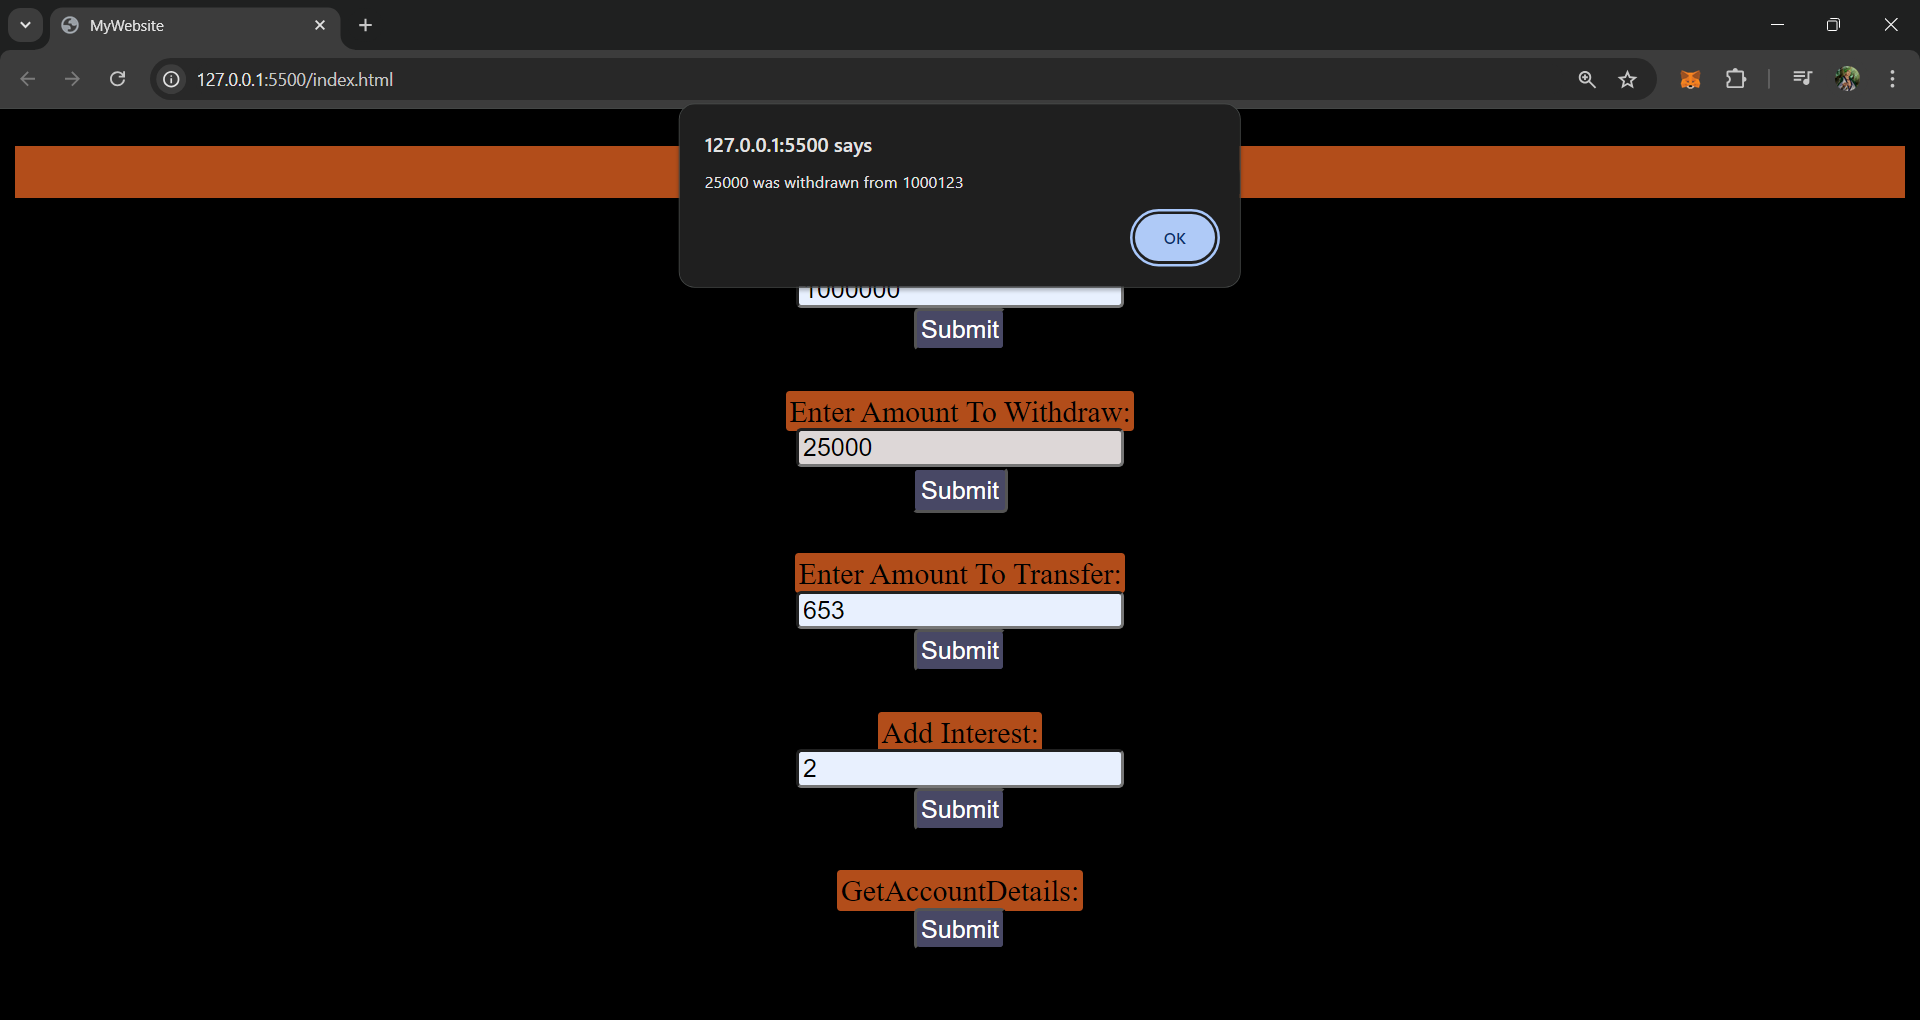 MyWebsite
127.0.0.1:5500/index.html
127.0.0.1:5500 says
25000 was withdrawn from 1000123
OK
1000000
Submit
Enter Amount To Withdraw:
25000
Submit
Enter Amount To Transfer:
653
Submit
Add Interest:
2
Submit
GetAccountDetails:
Submit